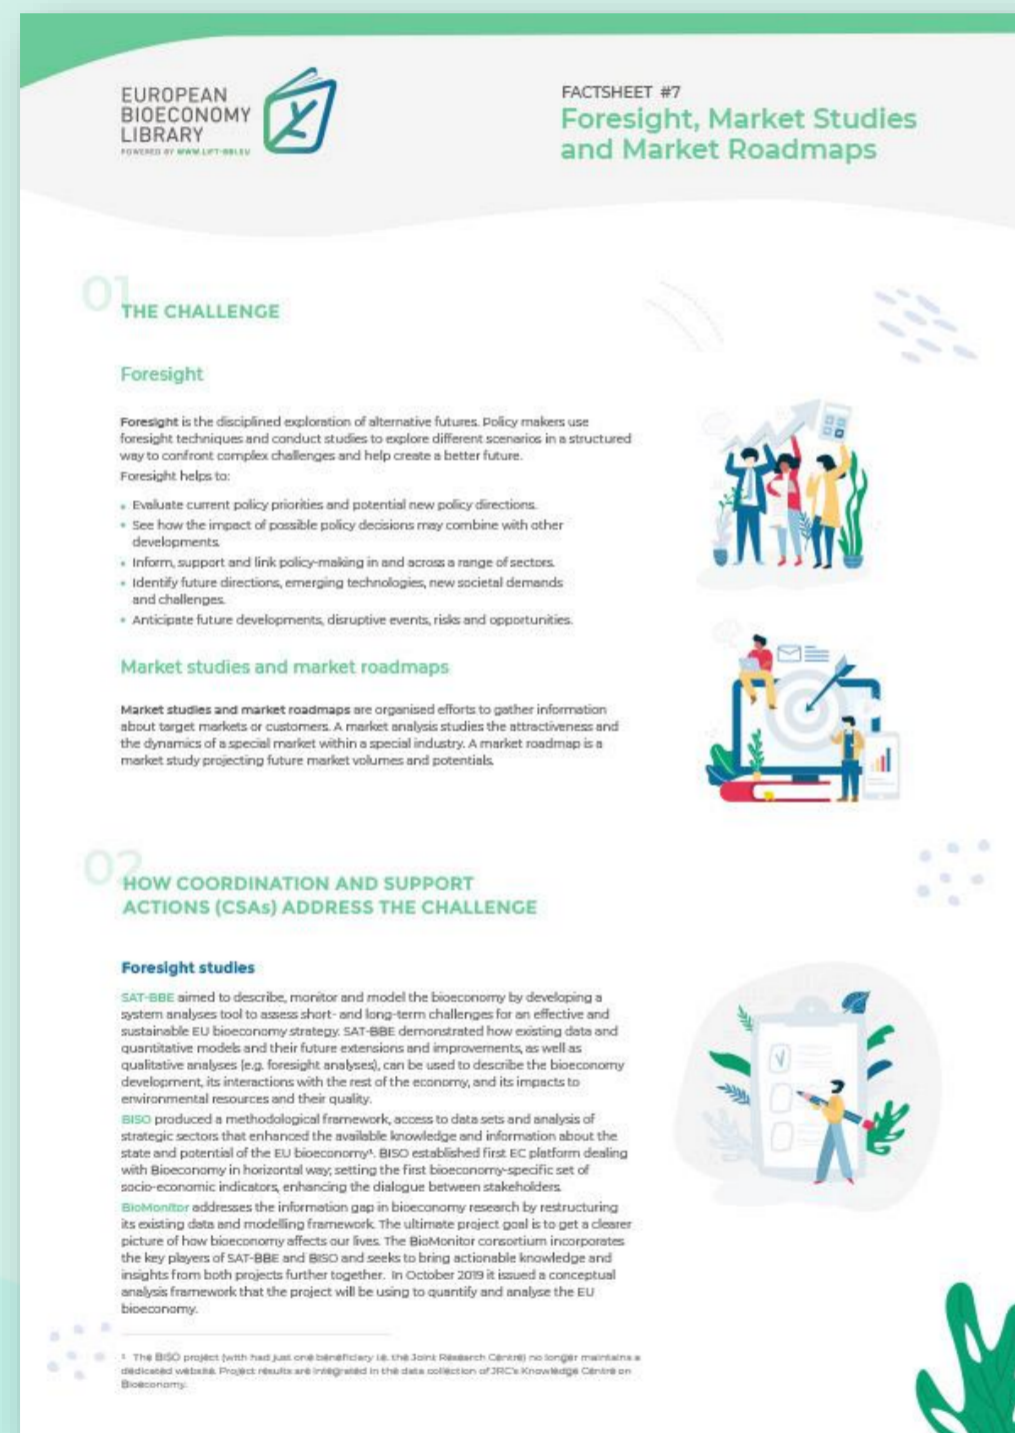 EUROPEAN
BIOECONOMY
LIBRARY
POWERED BY WWW.LIFT-BBI.EU
FACTSHEET #7
Foresight, Market Studies
and Market Roadmaps
01
THE CHALLENGE
Foresight
Foresight is the disciplined exploration of alternative futures. Policy makers use
foresight techniques and conduct studies to explore different scenarios in a structured
way to confront complex challenges and help create a better future.
Foresight helps to:
• Evaluate current policy priorities and potential new policy directions.
• See how the impact of possible policy decisions may combine with other
developments.
• Inform, support and link policy-making in and across a range of sectors.
• Identify future directions, emerging technologies, new societal demands
and challenges.
• Anticipate future developments, disruptive events, risks and opportunities.
Market studies and market roadmaps
Market studies and market roadmaps are organised efforts to gather information
about target markets or customers. A market analysis studies the attractiveness and
the dynamics of a special market within a special industry. A market roadmap is a
market study projecting future market volumes and potentials.
02
HOW COORDINATION AND SUPPORT
ACTIONS (CSAs) ADDRESS THE CHALLENGE
Foresight studies
SAT-BBE aimed to describe, monitor and model the bioeconomy by developing a
system analyses tool to assess short- and long-term challenges for an effective and
sustainable EU bioeconomy strategy. SAT-BBE demonstrated how existing data and
quantitative models and their future extensions and improvements, as well as
qualitative analyses (e.g. foresight analyses), can be used to describe the bioeconomy
development, its interactions with the rest of the economy, and its impacts to
environmental resources and their quality.
BISO produced a methodological framework, access to data sets and analysis of
strategic sectors that enhanced the available knowledge and information about the
state and potential of the EU bioeconomy¹. BISO established first EC platform dealing
with Bioeconomy in horizontal way; setting the first bioeconomy-specific set of
socio-economic indicators, enhancing the dialogue between stakeholders.
BioMonitor addresses the information gap in bioeconomy research by restructuring
its existing data and modelling framework. The ultimate project goal is to get a clearer
picture of how bioeconomy affects our lives. The BioMonitor consortium incorporates
the key players of SAT-BBE and BISO and seeks to bring actionable knowledge and
insights from both projects further together. In October 2019 it issued a conceptual
analysis framework that the project will be using to quantify and analyse the EU
bioeconomy.
¹ The BISO project (with had just one beneficiary i.e. the Joint Research Centre) no longer maintains a
dedicated website. Project results are integrated in the data collection of JRC's Knowledge Centre on
Bioeconomy.